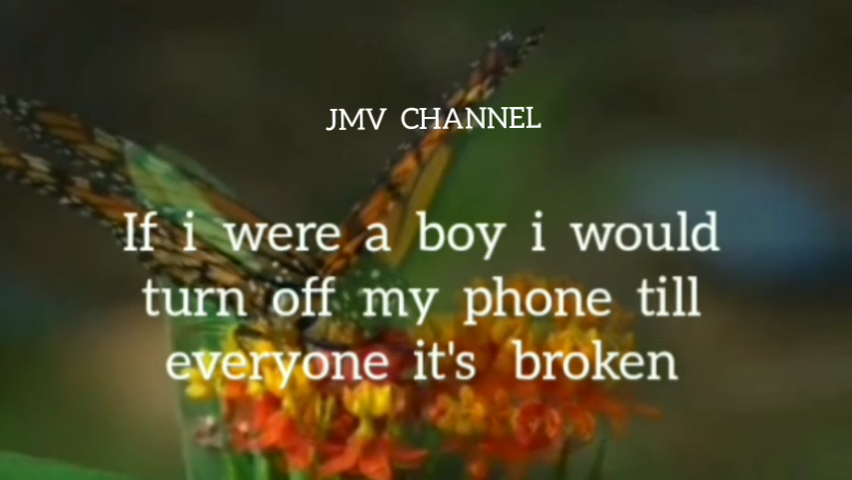 JMV CHANNEL
If i were a boy i would
turn off my phone till
everyone it's broken